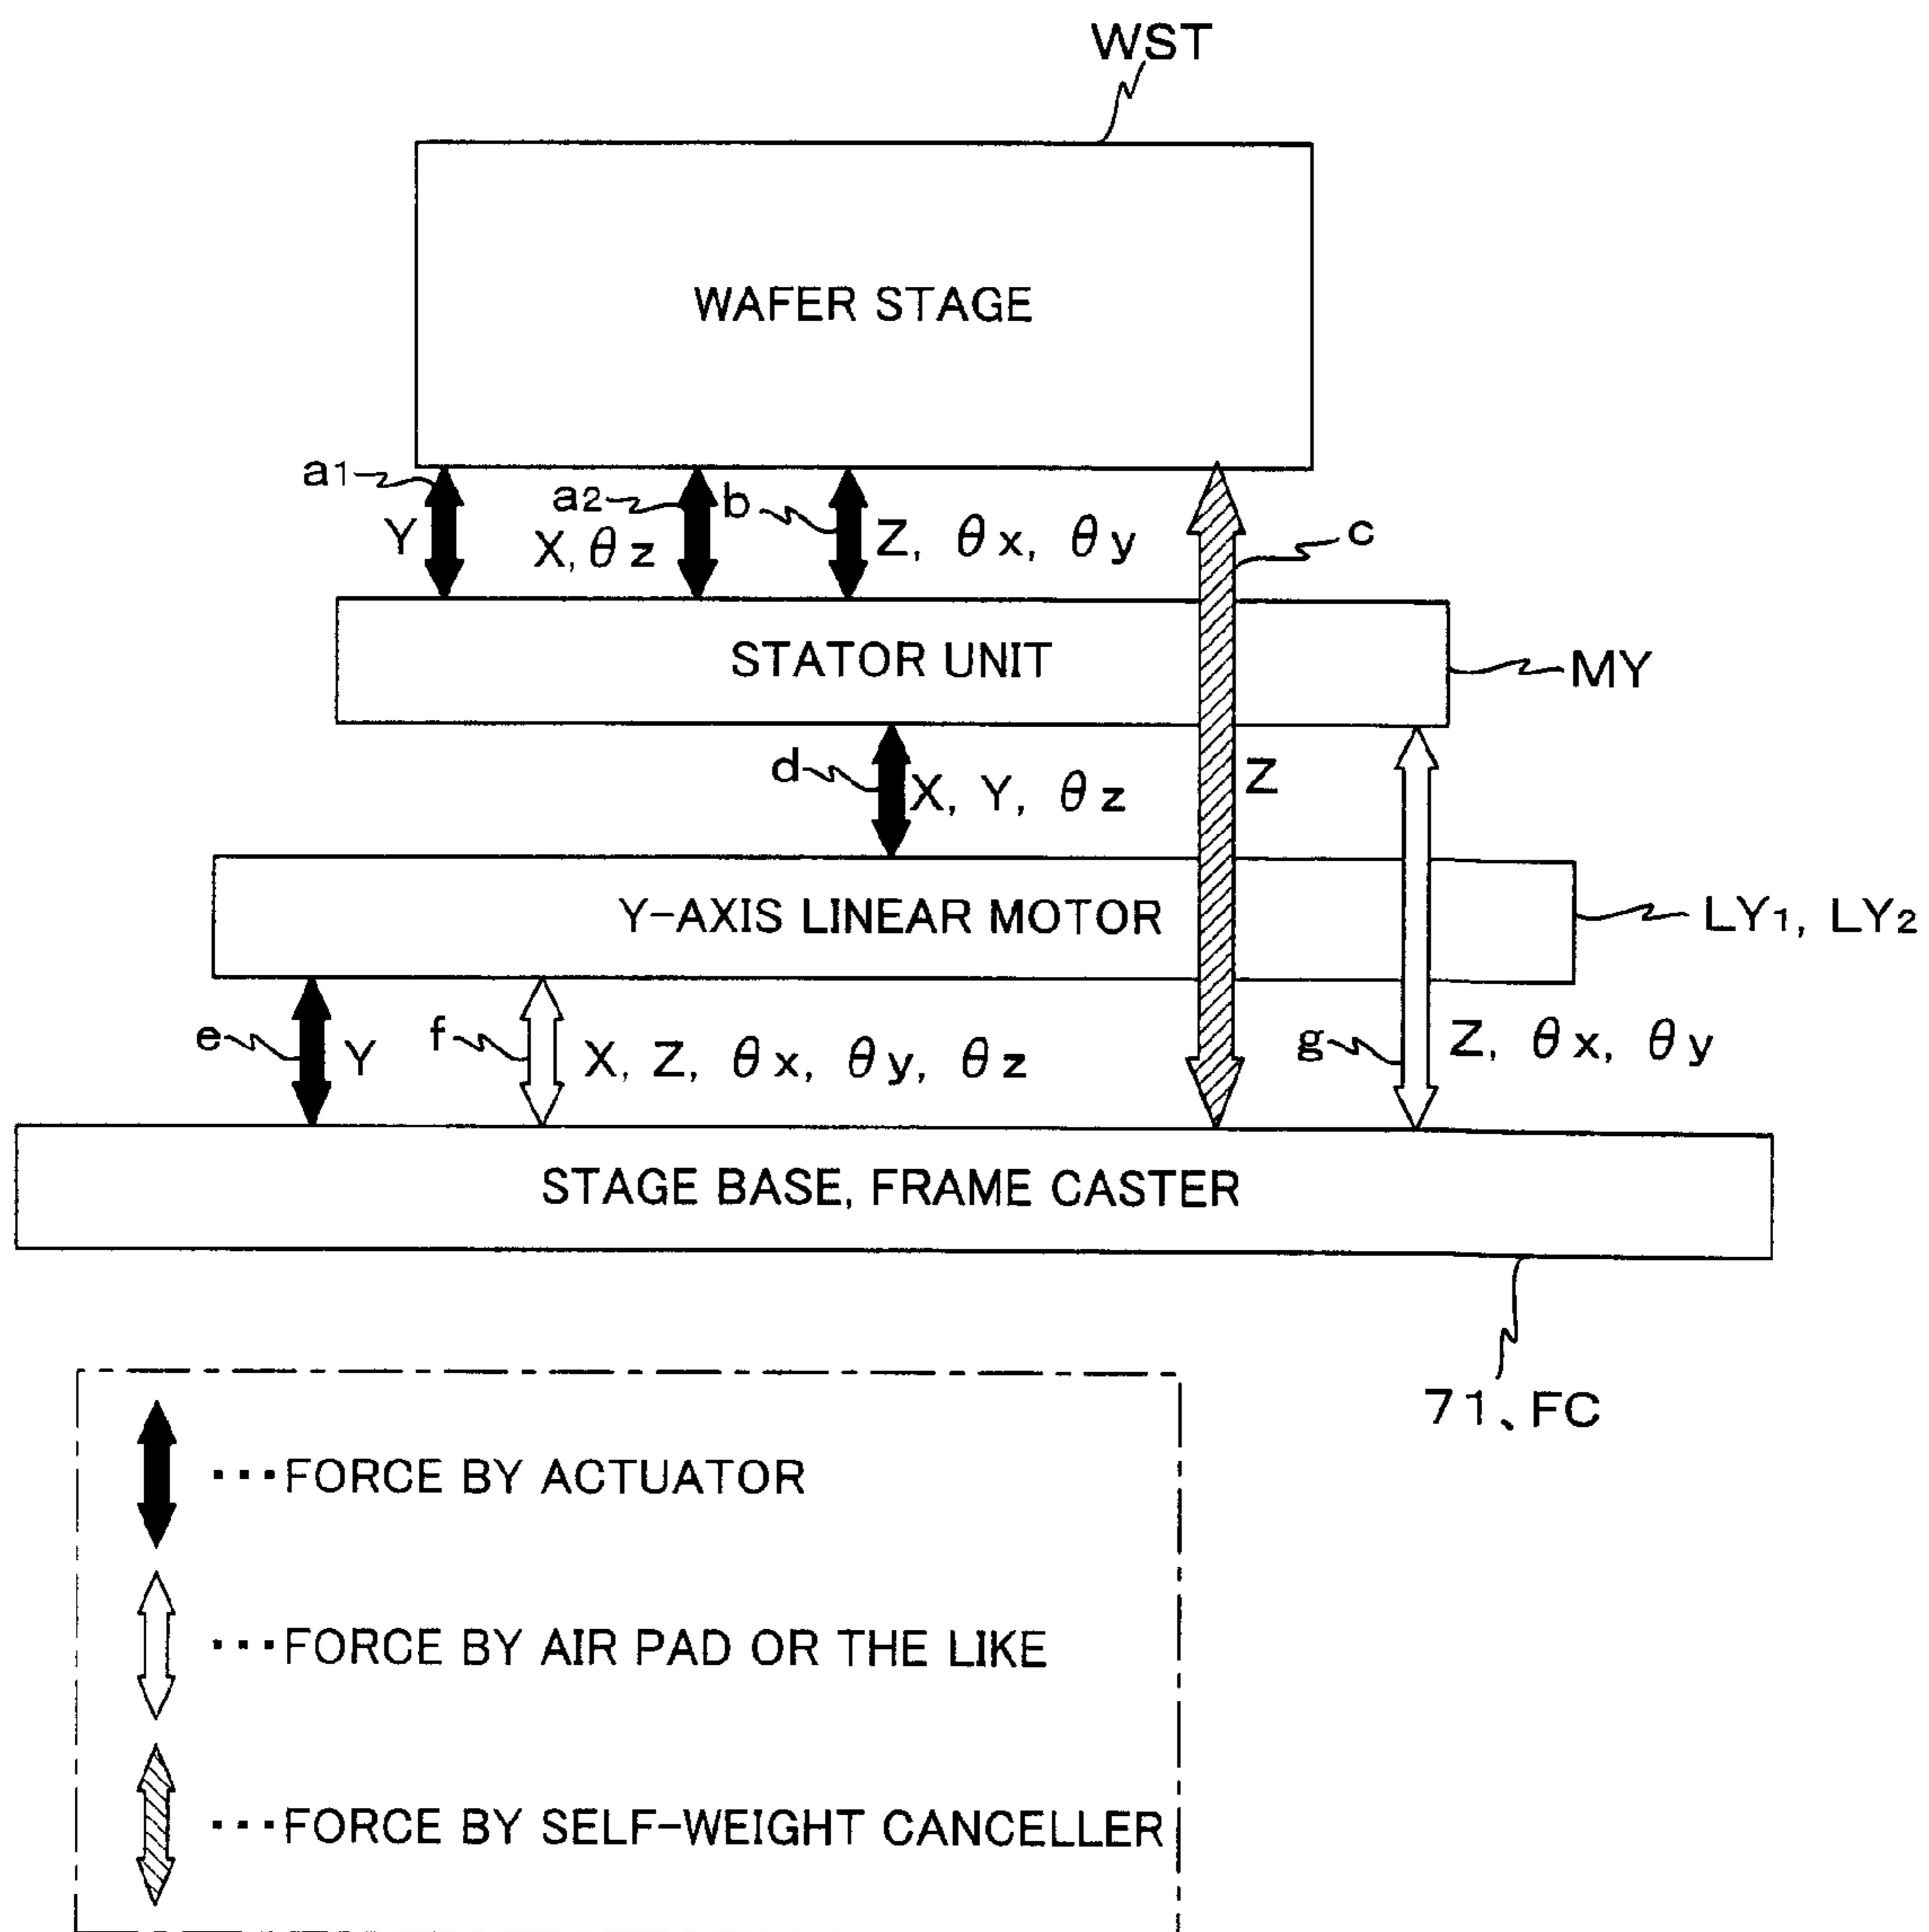 WST
WAFER STAGE
a1
Y
a2
X, θz
b
Z, θx, θy
c
STATOR UNIT
MY
d
X, Y, θz
Z
Y-AXIS LINEAR MOTOR
LY1, LY2
e
Y
f
X, Z, θx, θy, θz
g
Z, θx, θy
STAGE BASE, FRAME CASTER
71、FC
···FORCE BY ACTUATOR
···FORCE BY AIR PAD OR THE LIKE
···FORCE BY SELF-WEIGHT CANCELLER